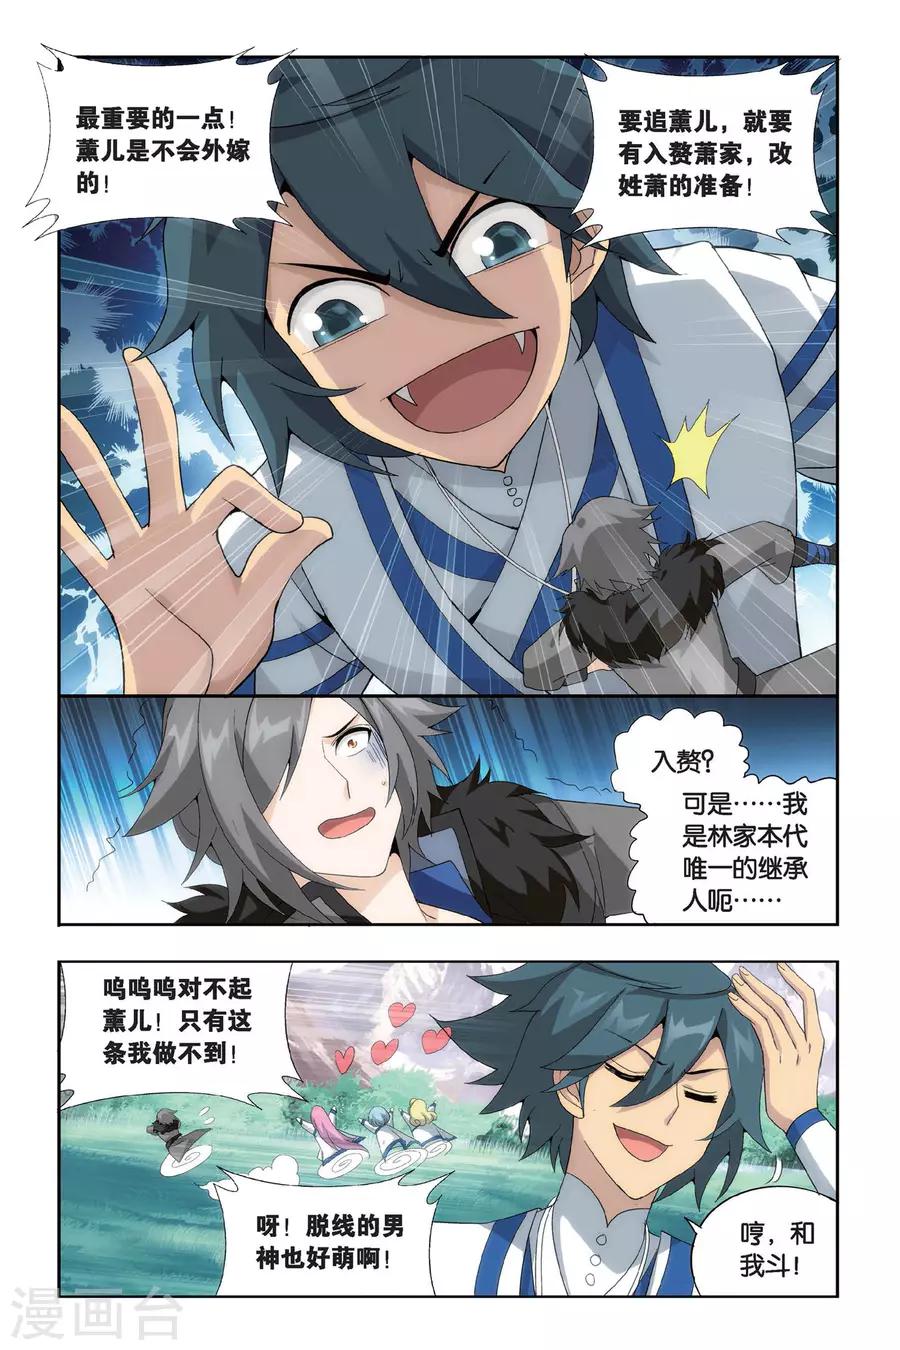 最重要的一点！
薰儿是不会外嫁
的！
要追薰儿，就要
有入赘萧家，改
姓萧的准备！
入赘？
可是……我
是林家本代
唯一的继承
人呃……
呜呜呜对不起
薰儿！只有这
条我做不到！
呀！脱线的男
神也好萌啊！
哼，和
我斗！
漫画台